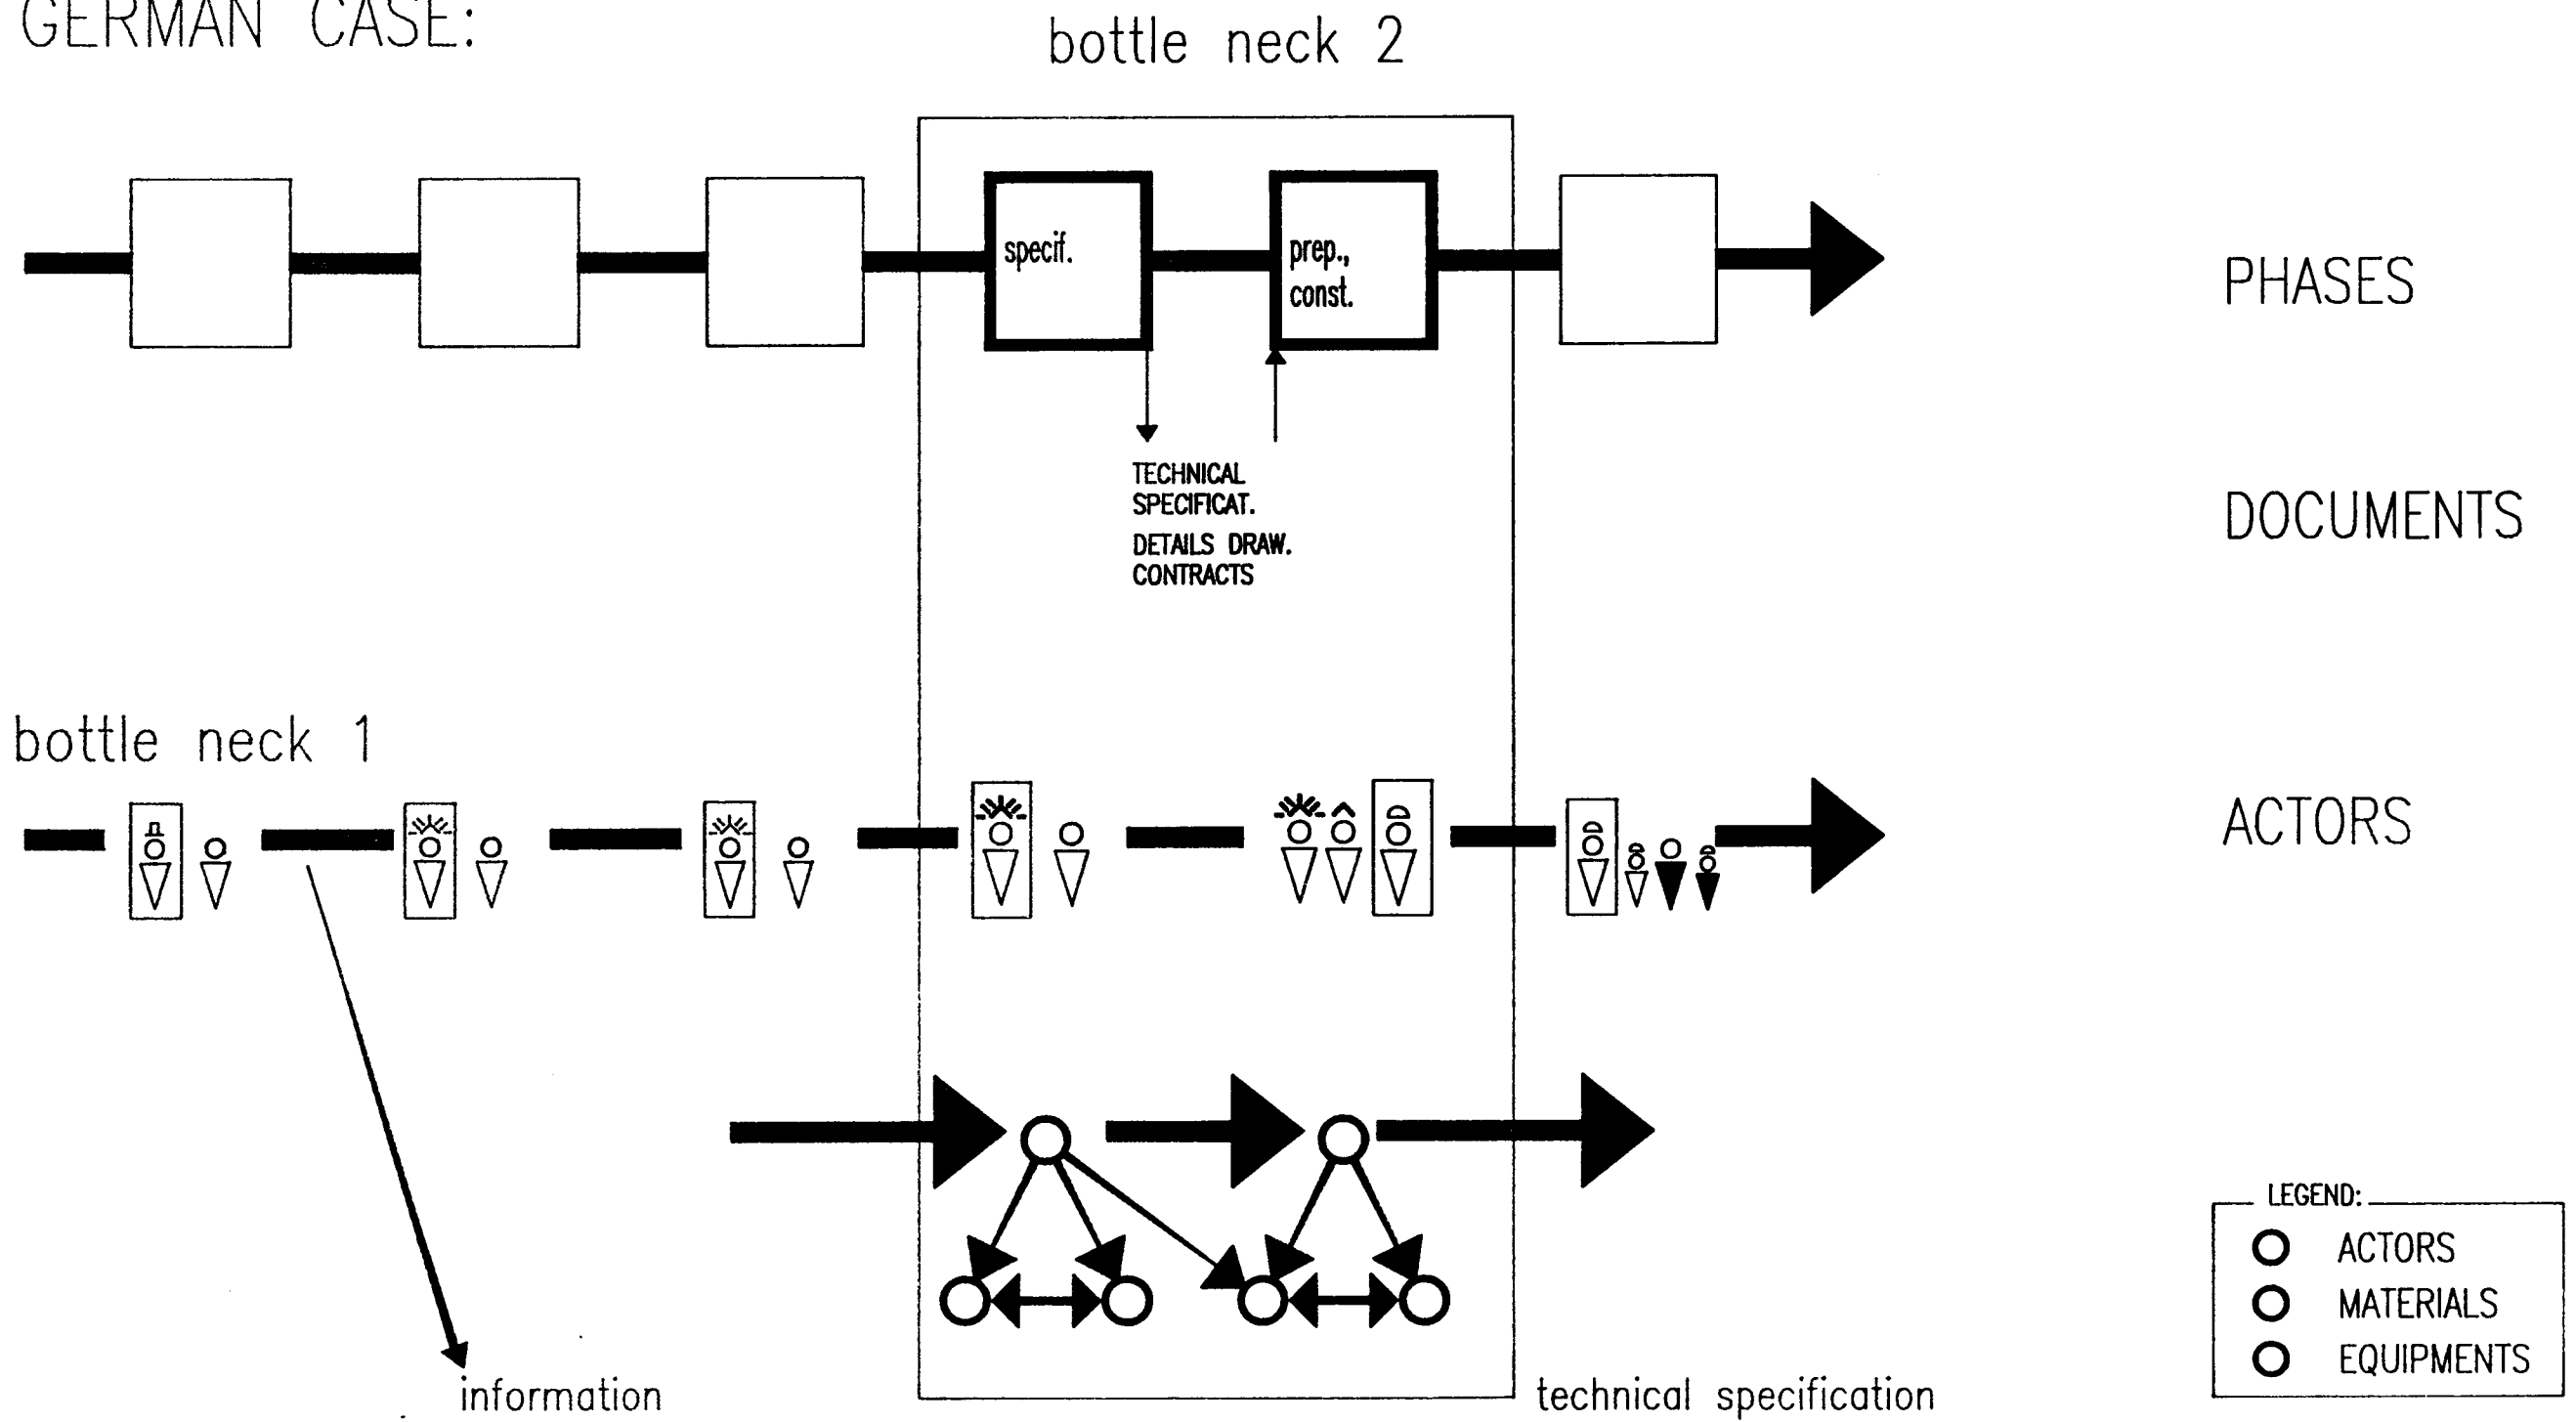 GERMAN CASE:
bottle neck 2
specif.
prep.,
const.
PHASES
TECHNICAL
SPECIFICAT.
DETAILS DRAW.
CONTRACTS
DOCUMENTS
bottle neck 1
ACTORS
LEGEND:
ACTORS
MATERIALS
EQUIPMENTS
information
technical specification